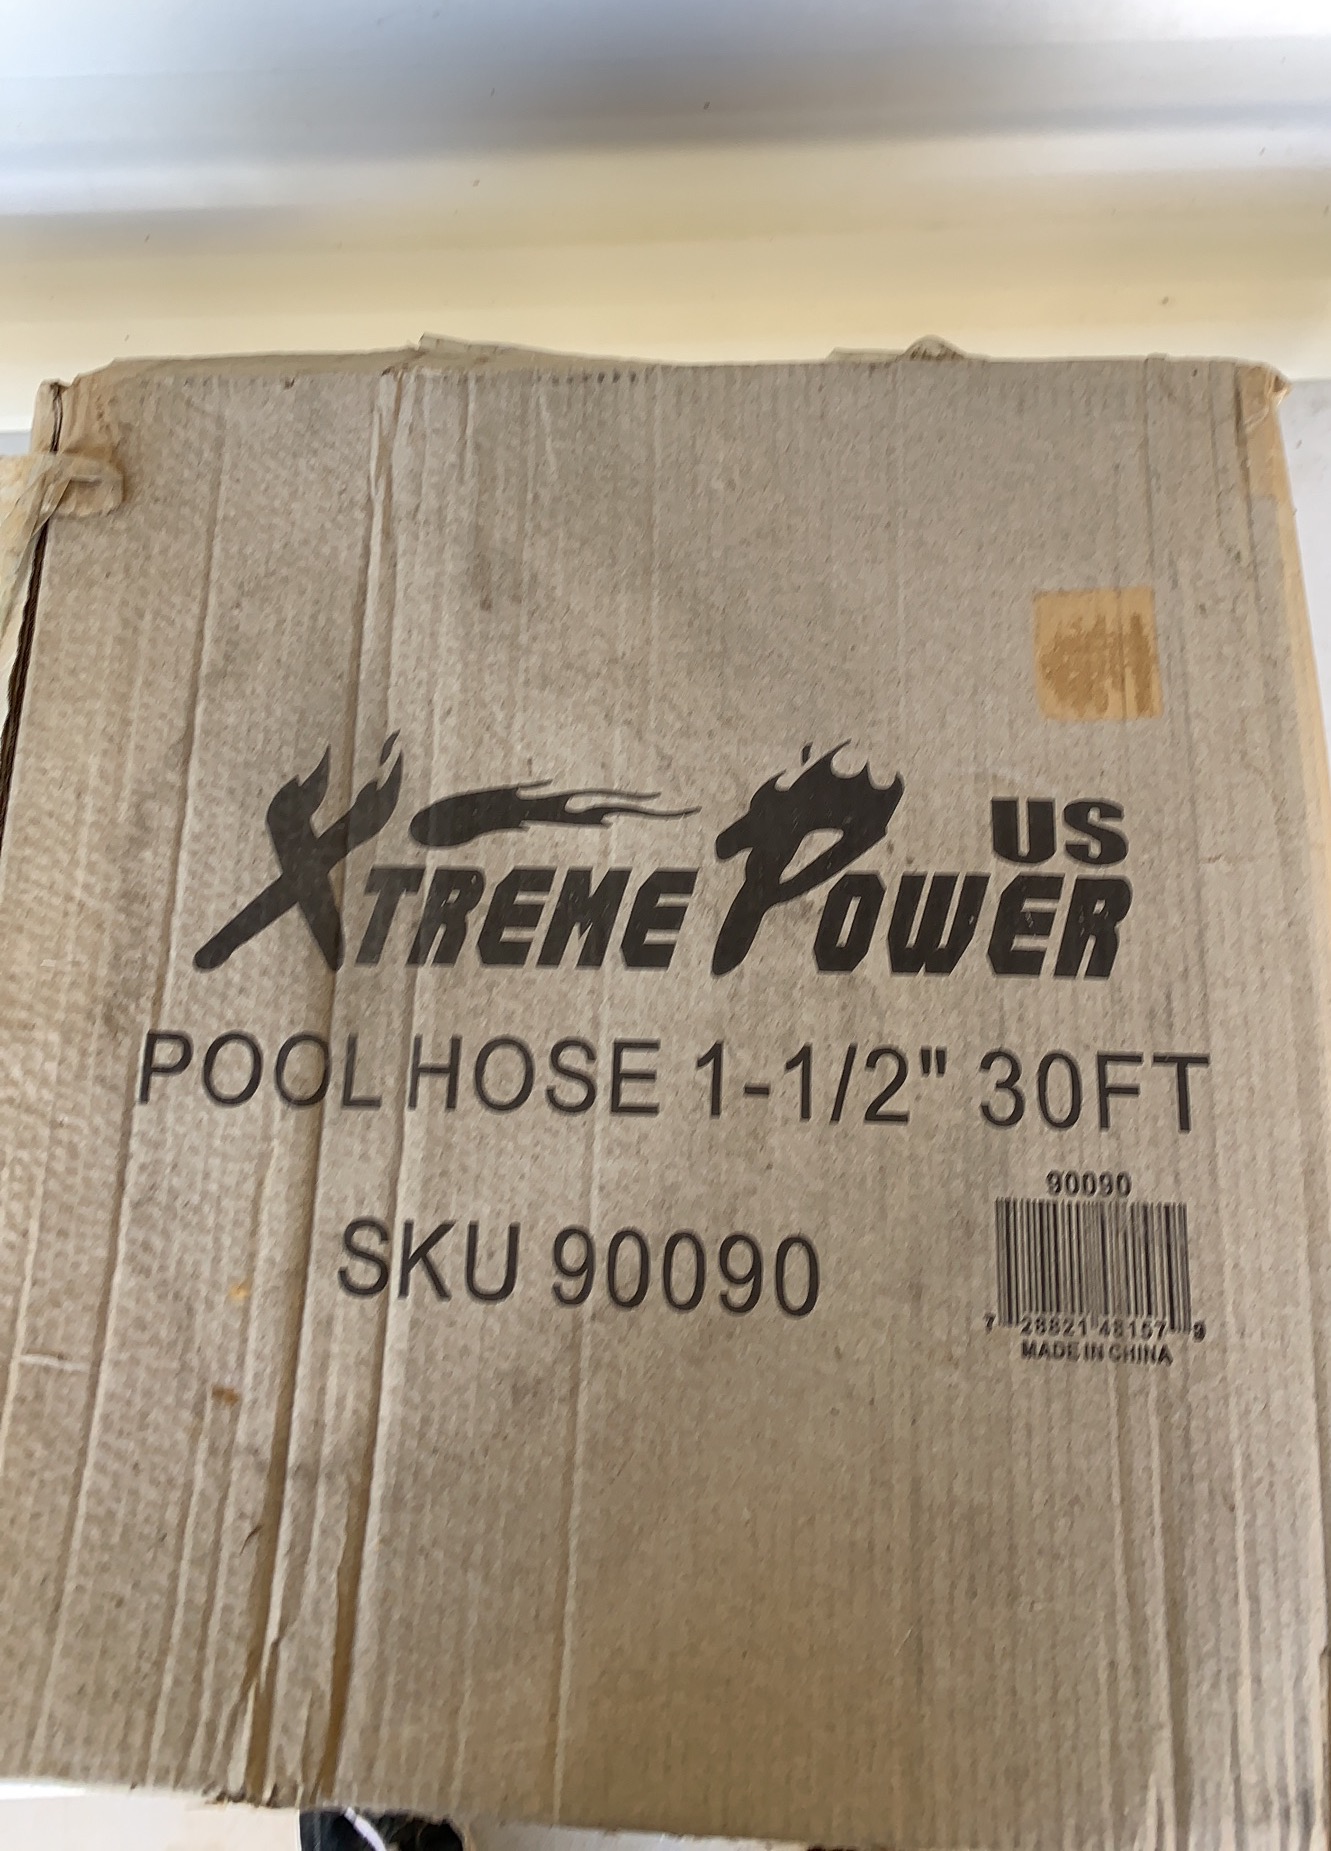 XTREME POWER US
POOL HOSE 1-1/2" 30FT
SKU 90090
90090
7 28821 48157 9
MADE IN CHINA